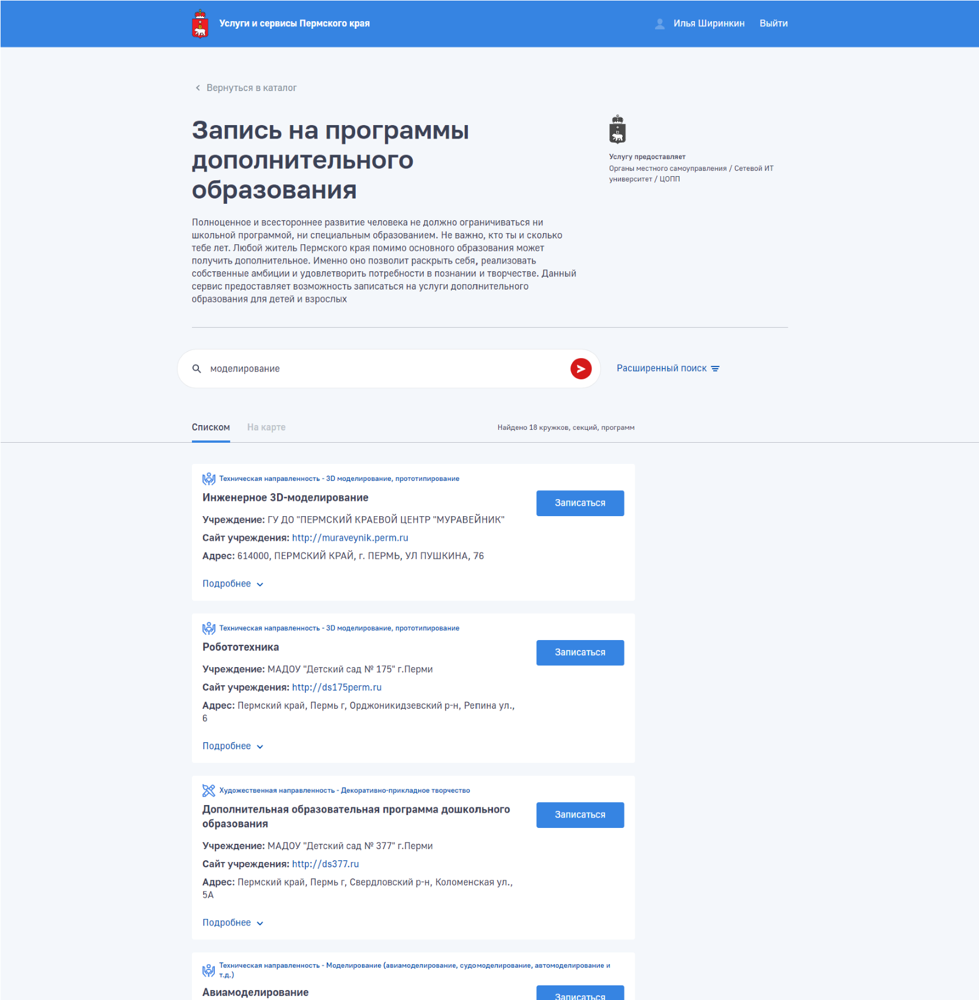 Услуги и сервисы Пермского края
Илья Ширинкин
Выйти
Вернуться в каталог
Запись на программы
дополнительного
образования
Услугу предоставляет
Органы местного самоуправления / Сетевой ИТ
университет / ЦОПП
Полноценное и всестороннее развитие человека не должно ограничиваться ни
школьной программой, ни специальным образованием. Не важно, кто ты и сколько
тебе лет. Любой житель Пермского края помимо основного образования может
получить дополнительное. Именно оно позволит раскрыть себя, реализовать
собственные амбиции и удовлетворить потребности в познании и творчестве. Данный
сервис предоставляет возможность записаться на услуги дополнительного
образования для детей и взрослых
моделирование
Расширенный поиск
Списком
На карте
Найдено 18 кружков, секций, программ
Техническая направленность - 3D моделирование, прототипирование
Инженерное 3D-моделирование
Записаться
Учреждение: ГУ ДО "ПЕРМСКИЙ КРАЕВОЙ ЦЕНТР "МУРАВЕЙНИК"
Сайт учреждения: http://muraveynik.perm.ru
Адрес: 614000, ПЕРМСКИЙ КРАЙ, г. ПЕРМЬ, УЛ ПУШКИНА, 76
Подробнее
Техническая направленность - 3D моделирование, прототипирование
Робототехника
Записаться
Учреждение: МАДОУ "Детский сад № 175" г.Перми
Сайт учреждения: http://ds175perm.ru
Адрес: Пермский край, Пермь г, Орджоникидзевский р-н, Репина ул.,
6
Подробнее
Художественная направленность - Декоративно-прикладное творчество
Дополнительная образовательная программа дошкольного
образования
Записаться
Учреждение: МАДОУ "Детский сад № 377" г.Перми
Сайт учреждения: http://ds377.ru
Адрес: Пермский край, Пермь г, Свердловский р-н, Коломенская ул.,
5А
Подробнее
Техническая направленность - Моделирование (авиамоделирование, судомоделирование, автомоделирование и
т.д.)
Авиамоделирование
Записаться